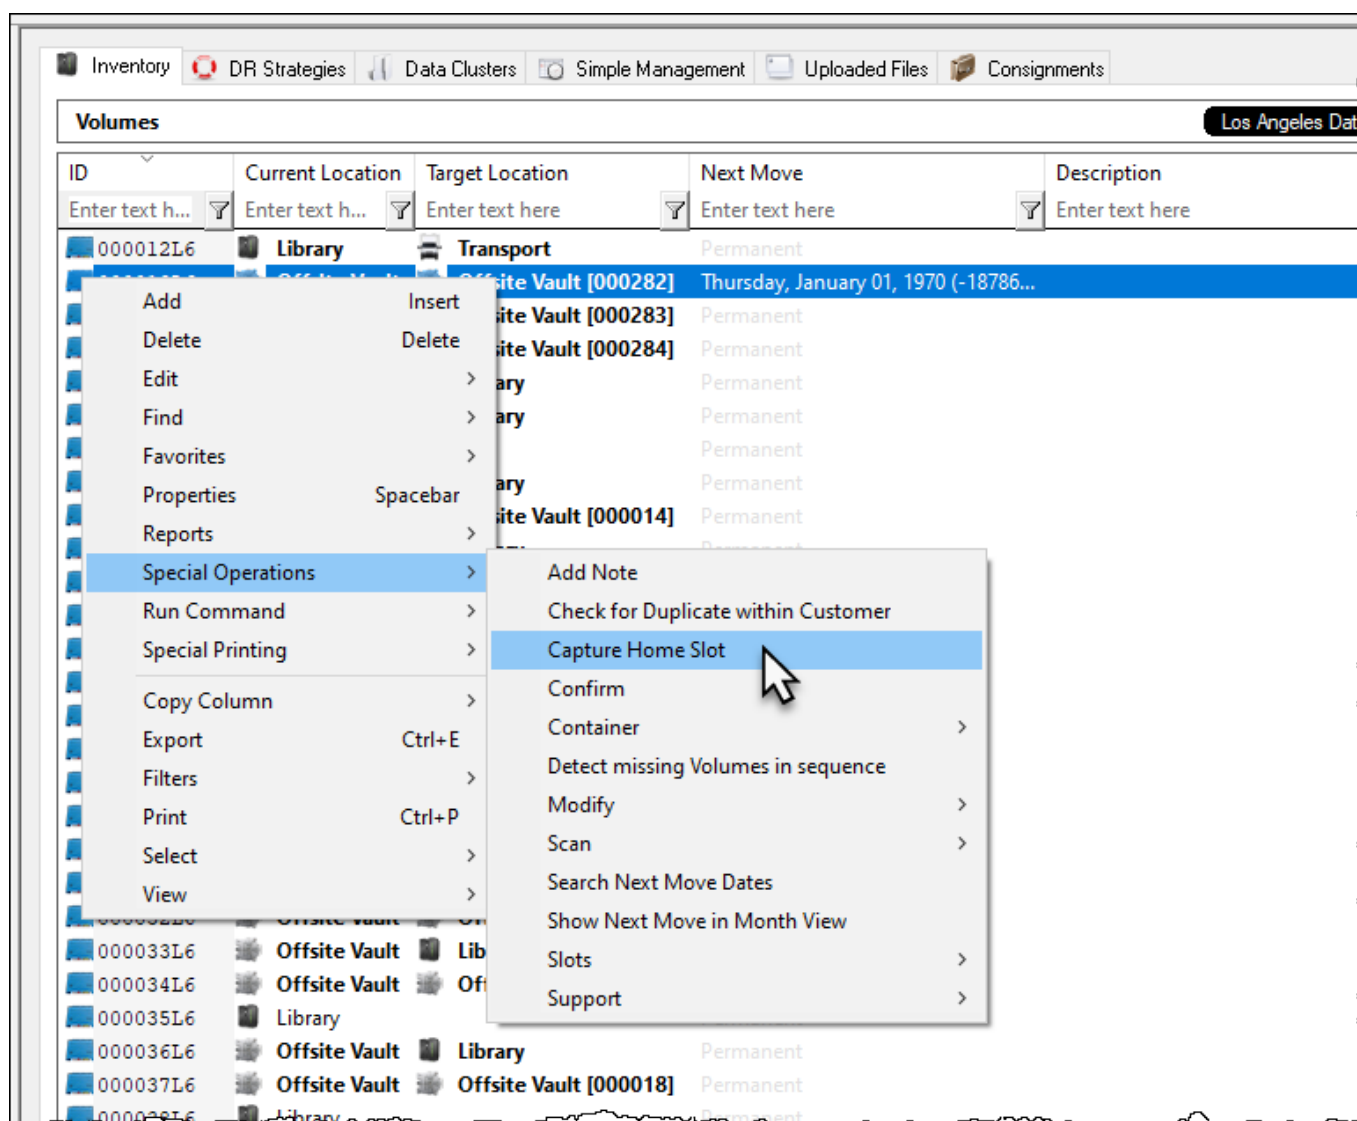 Inventory DR Strategies Data Clusters Simple Management Uploaded Files Consignments
Volumes Los Angeles Dat
ID Current Location Target Location Next Move Description
Enter text h... Enter text h... Enter text here Enter text here Enter text here
000012L6 Library Transport Permanent
Offsite Vault [000282] Thursday, January 01, 1970 (-18786...
Add Insert
ite Vault [000283] Permanent
Delete Delete
ite Vault [000284] Permanent
Edit
ary Permanent
Find
ary Permanent
Favorites
Permanent
Properties Spacebar
ary Permanent
Reports
ite Vault [000014] Permanent
Special Operations
Run Command
Special Printing
Copy Column
Export Ctrl+E
Filters
Print Ctrl+P
Select
View
Add Note
Check for Duplicate within Customer
Capture Home Slot
Confirm
Container
Detect missing Volumes in sequence
Modify
Scan
Search Next Move Dates
Show Next Move in Month View
Slots
Support
000032L6 Offsite Vault
000033L6 Offsite Vault Lib
000034L6 Offsite Vault Of
000035L6 Library
000036L6 Offsite Vault Library Permanent
000037L6 Offsite Vault Offsite Vault [000018] Permanent
000038L6 Library Permanent